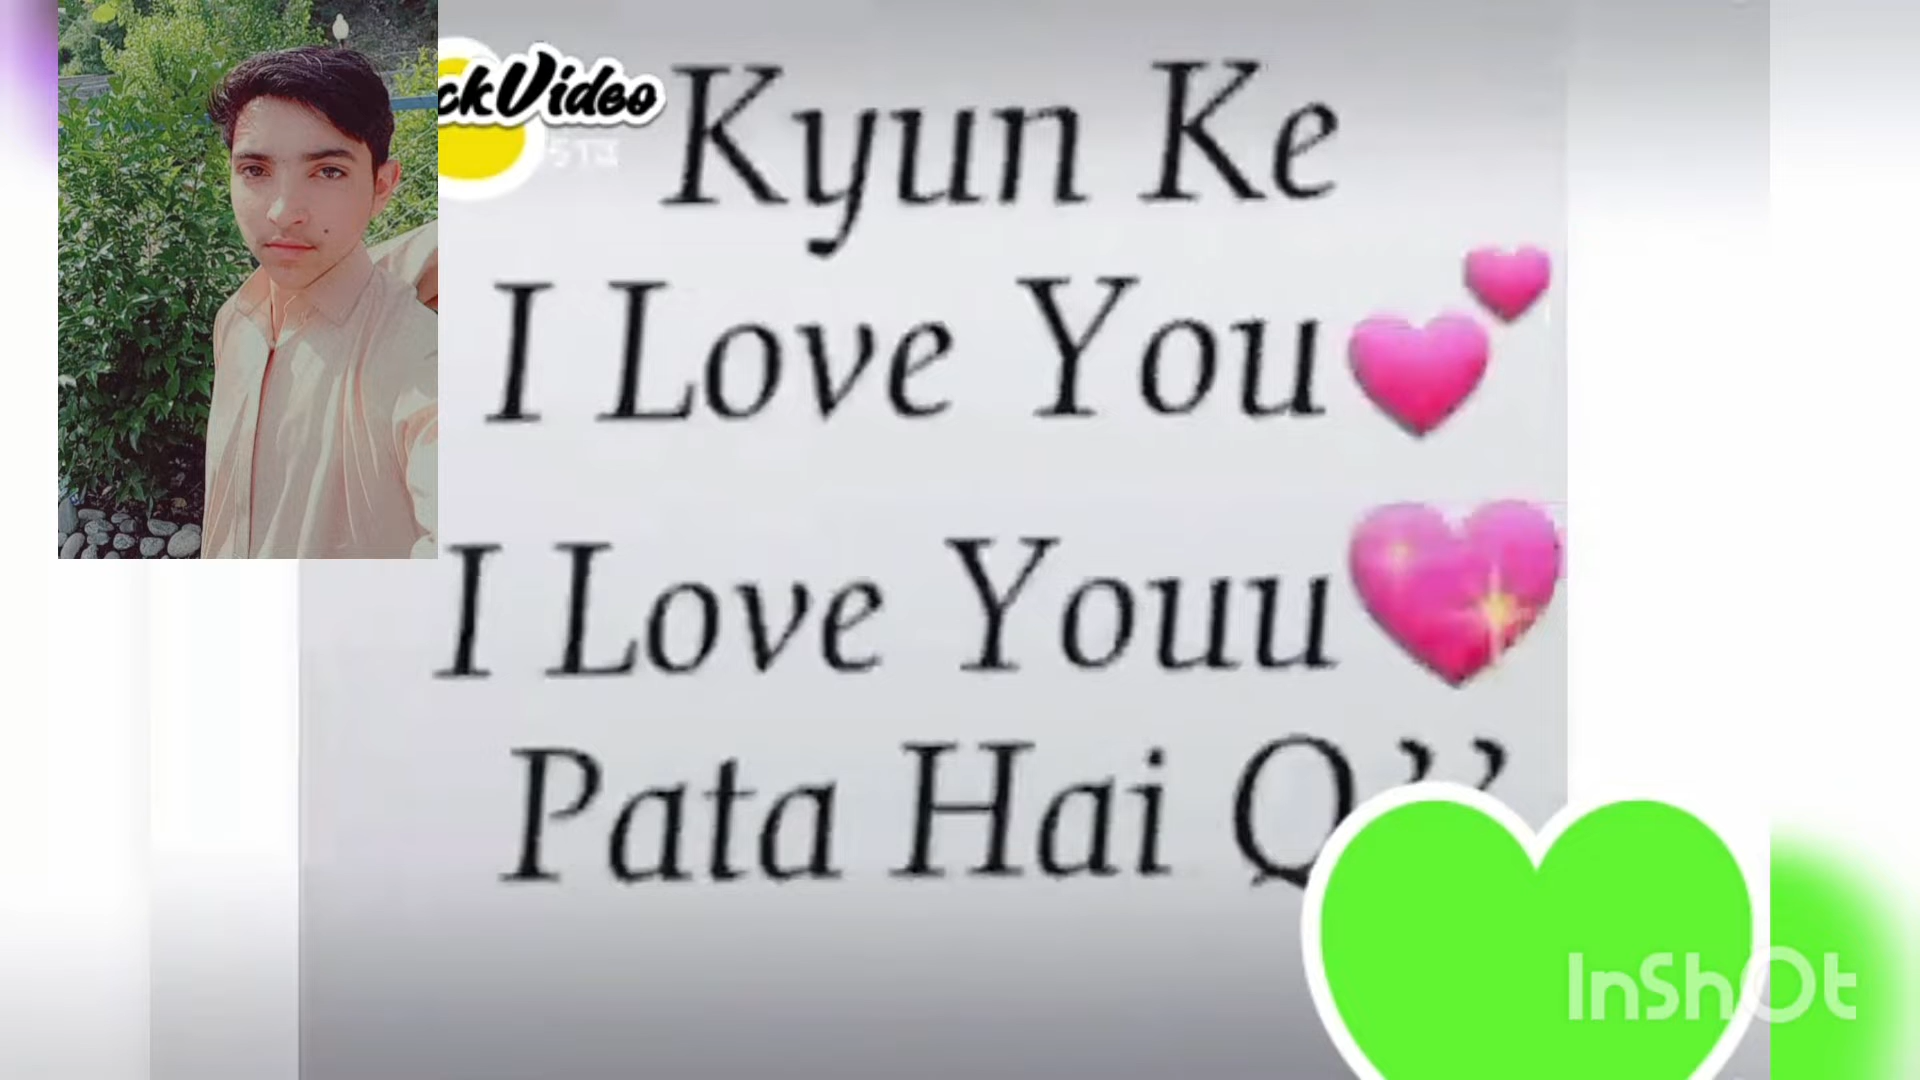 ckVideo
Kyun Ke
I Love You
I Love Youu
Pata Hai Q’’
InShOt